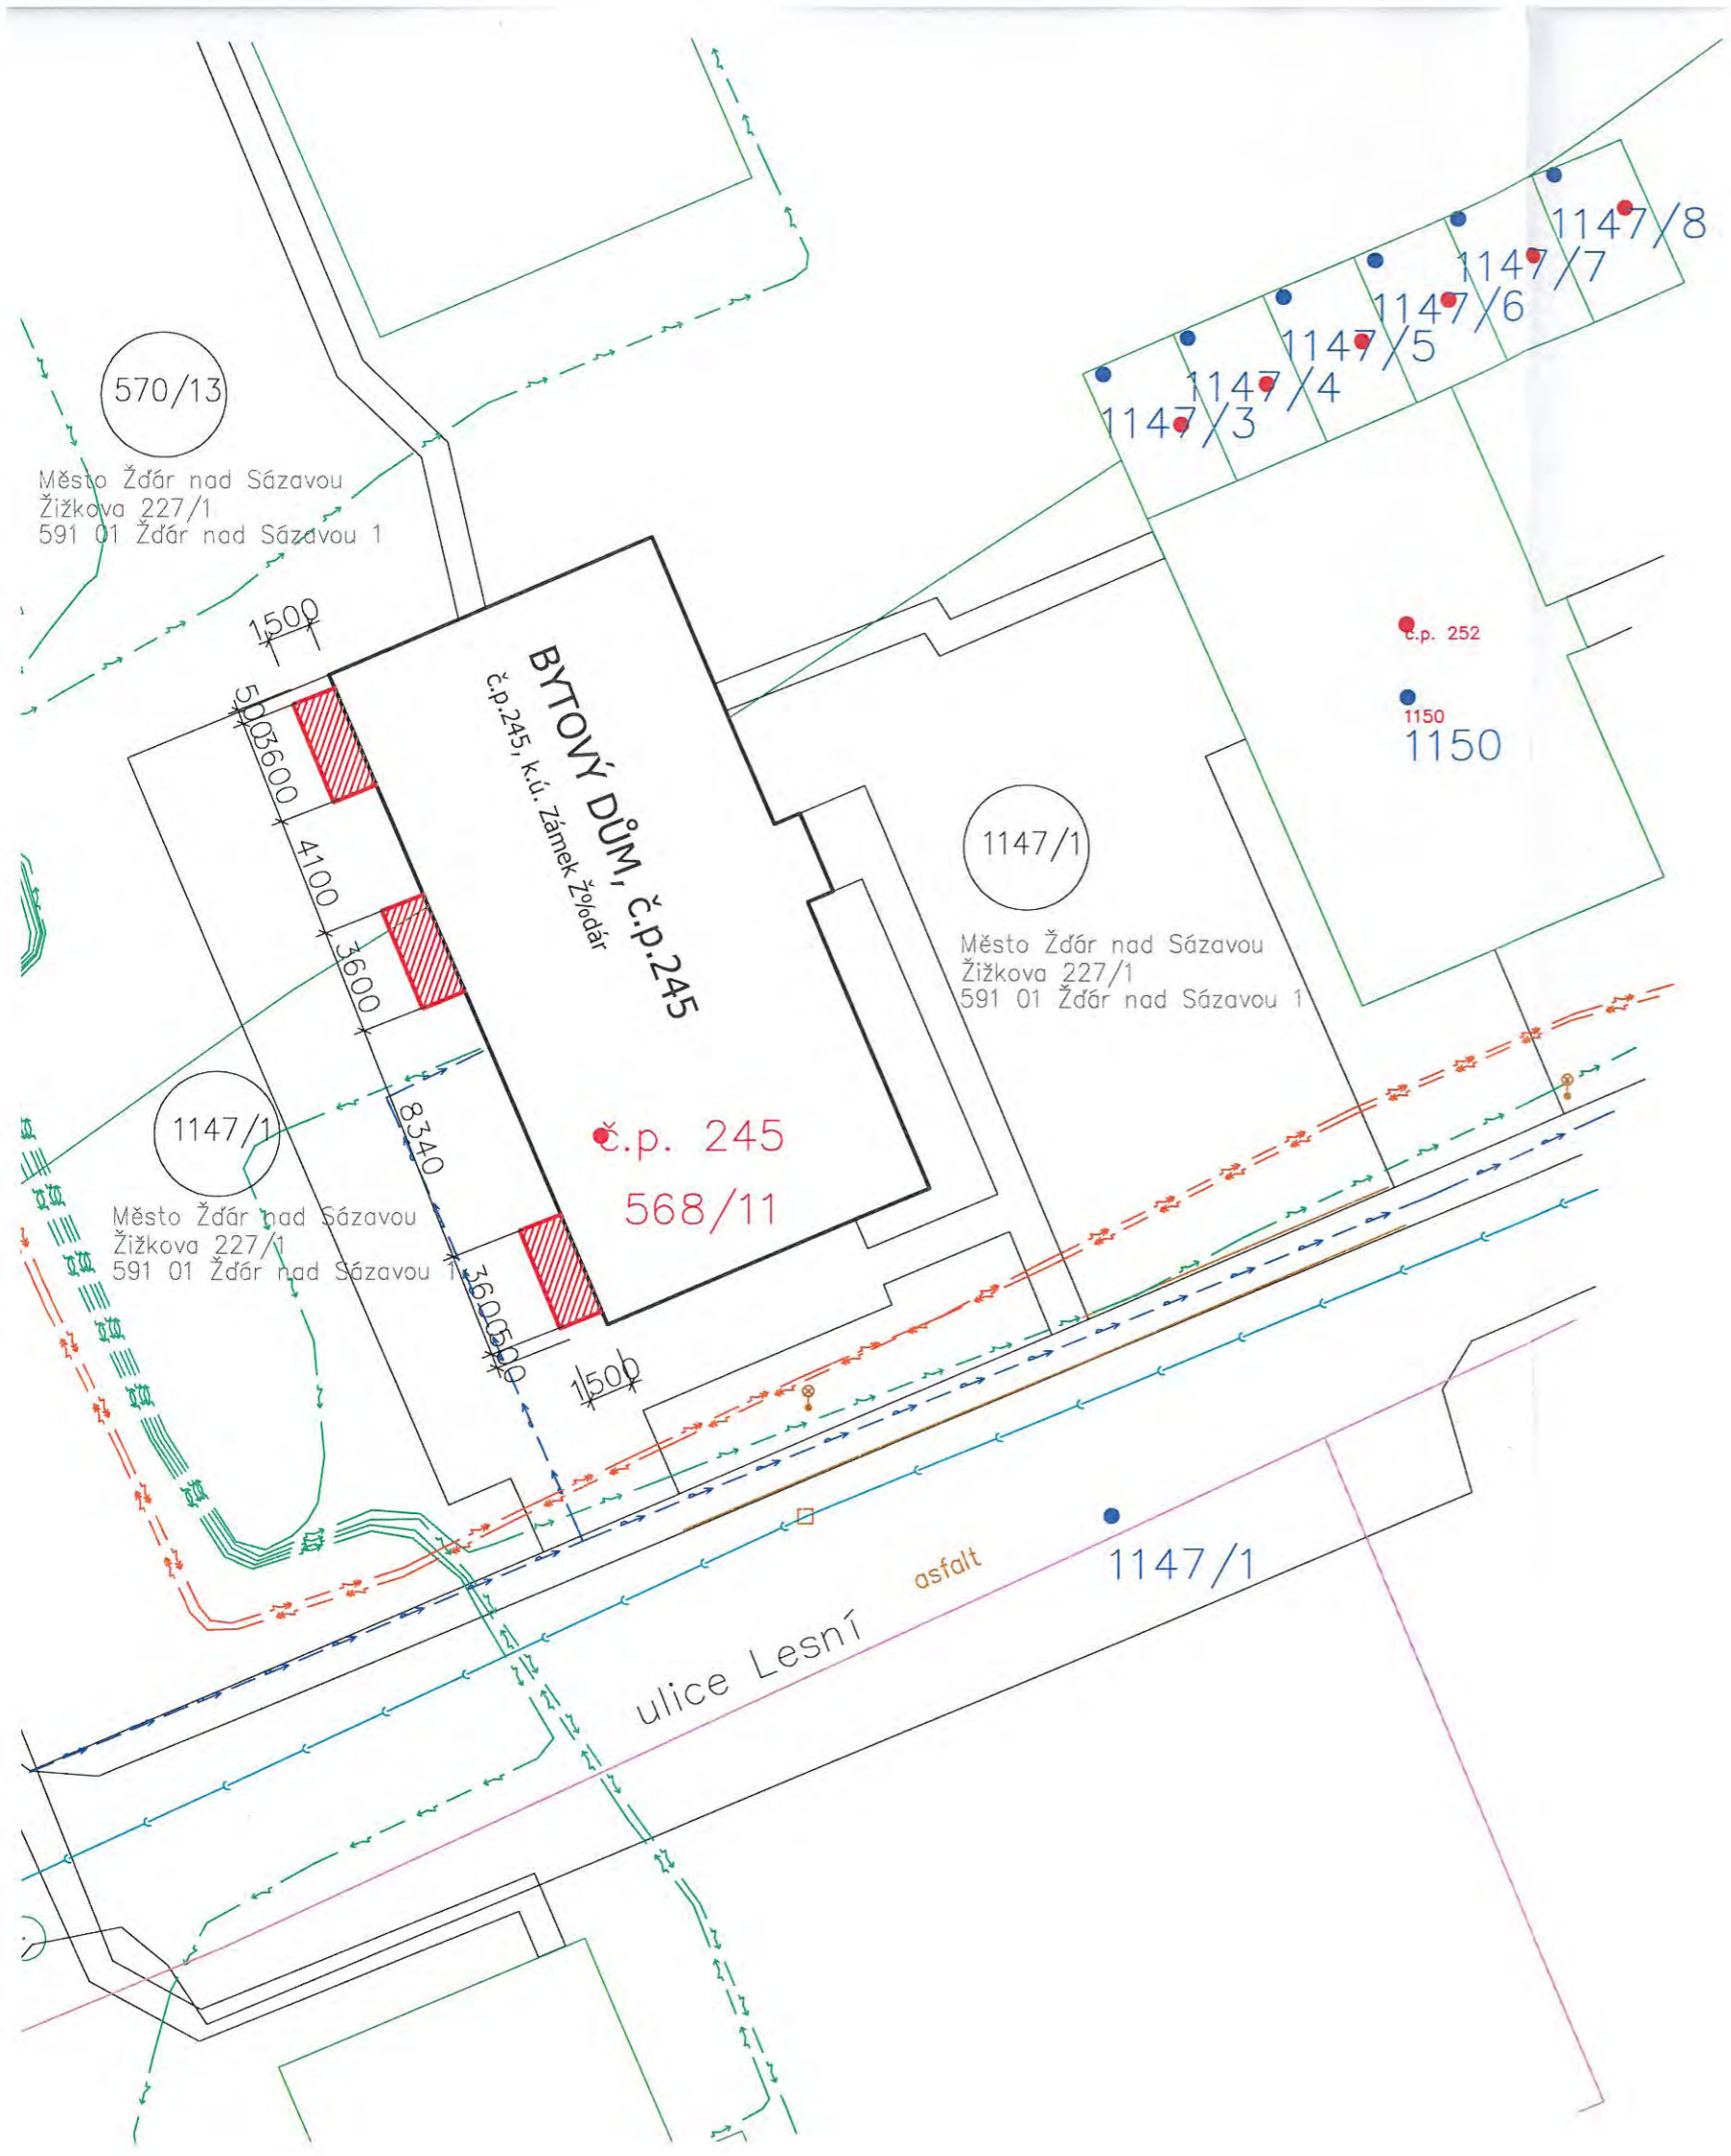 570/13
Město Žďár nad Sázavou
Žižkova 227/1
591 01 Žďár nad Sázavou 1
1147/8
1147/7
1147/6
1147/5
1147/4
1147/3
č.p. 252
1150
1150
1500
500
3600
4100
3600
8340
3600
500
1500
BYTOVÝ DŮM, č.p.245
č.p.245, k.ú. Zámek Ž%dár
č.p. 245
568/11
1147/1
Město Žďár nad Sázavou
Žižkova 227/1
591 01 Žďár nad Sázavou 1
1147/1
Město Žďár nad Sázavou
Žižkova 227/1
591 01 Žďár nad Sázavou 1
asfalt
1147/1
ulice Lesní